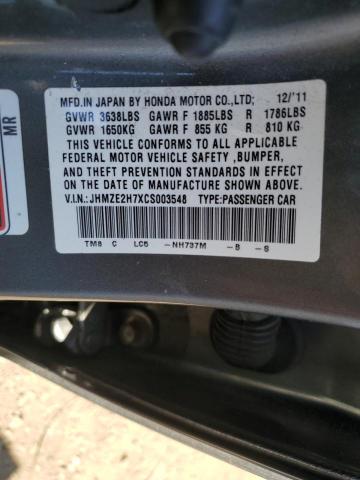 MFD.IN JAPAN BY HONDA MOTOR CO.,LTD; 12/'11
GVWR 3638LBS GAWR F 1885LBS R 1786LBS
GVWR 1650KG GAWR F 855 KG R 810 KG
THIS VEHICLE CONFORMS TO ALL APPLICABLE
FEDERAL MOTOR VEHICLE SAFETY ,BUMPER,
AND THEFT PREVENTION STANDARDS IN EFFECT
ON THE DATE OF MANUFACTURE SHOWN ABOVE.
V.I.N.: JHMZE2H7XCS003548 TYPE:PASSENGER CAR
TM8 C LC5 -NH737M -B -S
MR